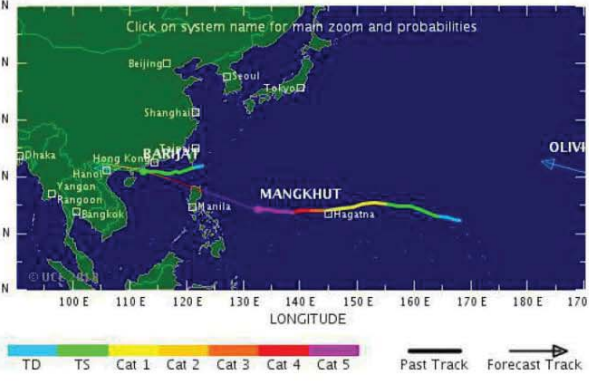 N
Click on system name for main zoom and probabilities
N
Beijing
Seoul
Tokyo
N
Shanghai
Taipei
OLIVI
Dhaka
Hong Kong
BARIJAT
N
Hanoi
Yangon
MANGKHUT
Rangoon
Manila
Hagatna
Bangkok
N
N
100 E 110 E 120 E 130 E 140 E 150 E 160 E 170 E 180 E 170
LONGITUDE
TD TS Cat 1 Cat 2 Cat 3 Cat 4 Cat 5 Past Track Forecast Track